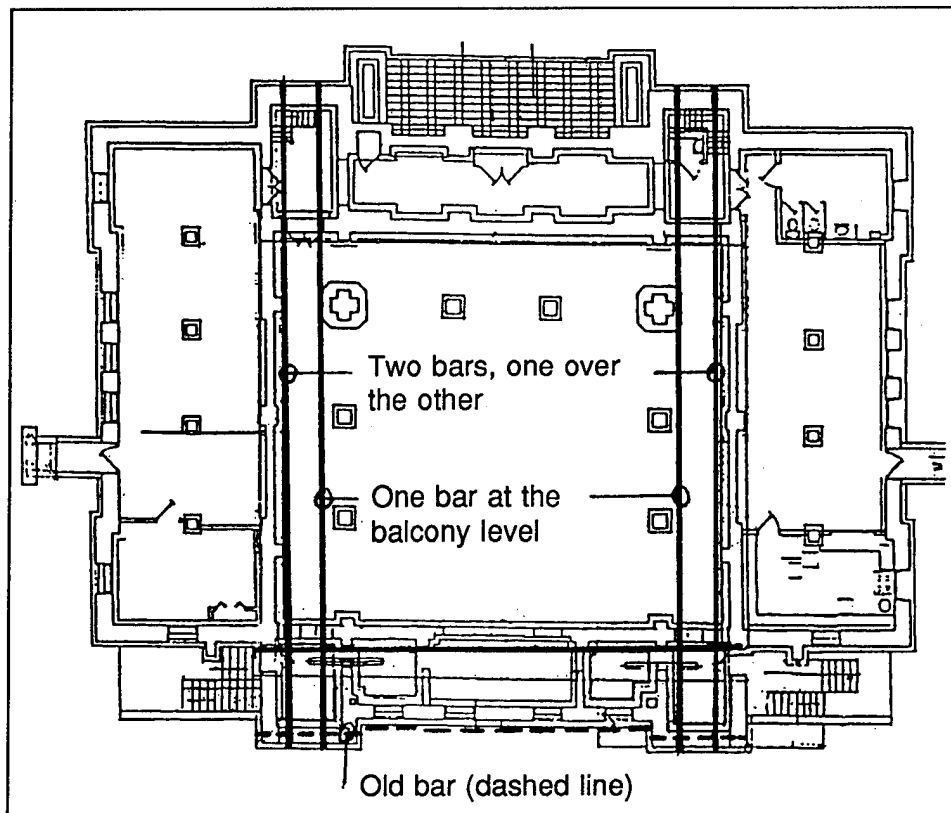 Two bars, one over
the other
One bar at the
balcony level
Old bar (dashed line)